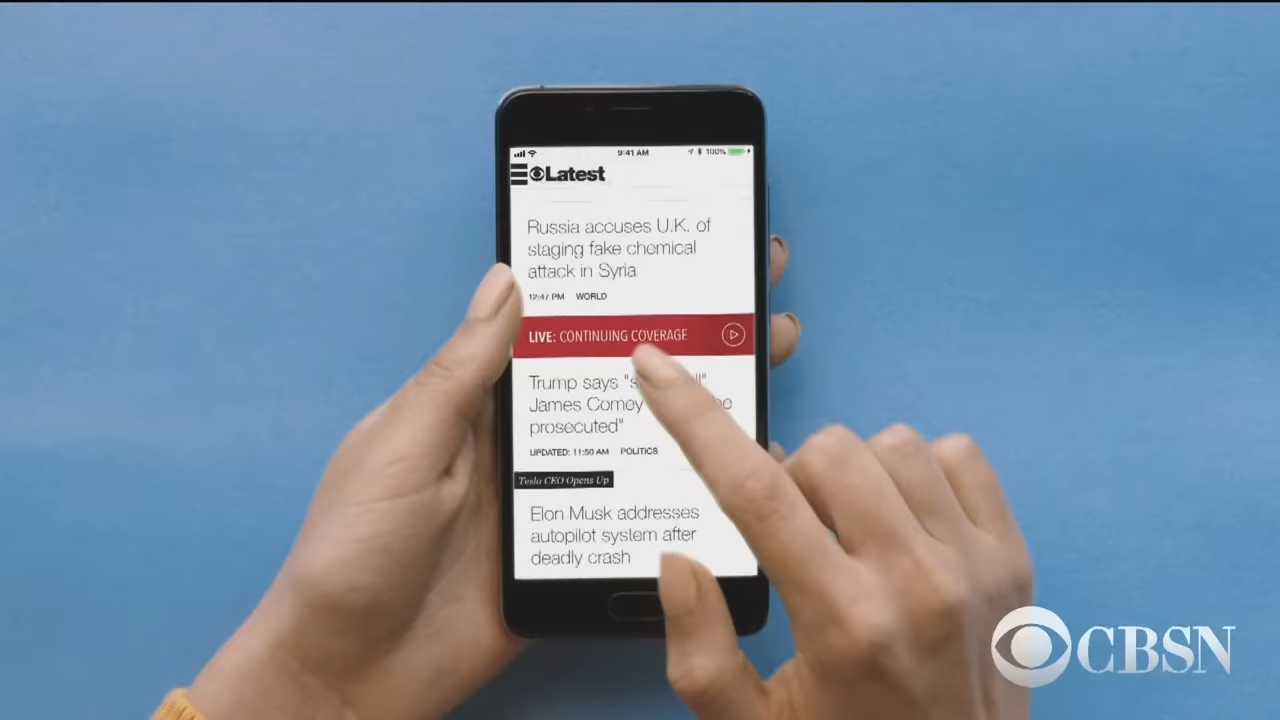 9:41 AM 100%
Latest
Russia accuses U.K. of
staging fake chemical
attack in Syria
12:47 PM WORLD
LIVE: CONTINUING COVERAGE
Trump says "
James Comey
prosecuted"
UPDATED: 11:50 AM POLITICS
Tesla CEO Opens Up
Elon Musk addresses
autopilot system after
deadly crash
CBSN